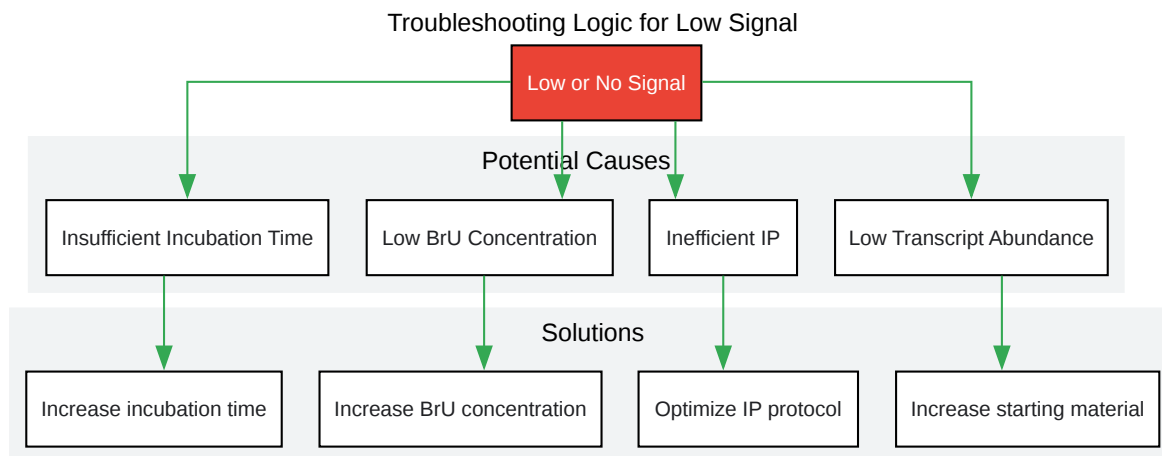 Troubleshooting Logic for Low Signal
Low or No Signal
Potential Causes
Insufficient Incubation Time
Low BrU Concentration
Inefficient IP
Low Transcript Abundance
Solutions
Increase incubation time
Increase BrU concentration
Optimize IP protocol
Increase starting material